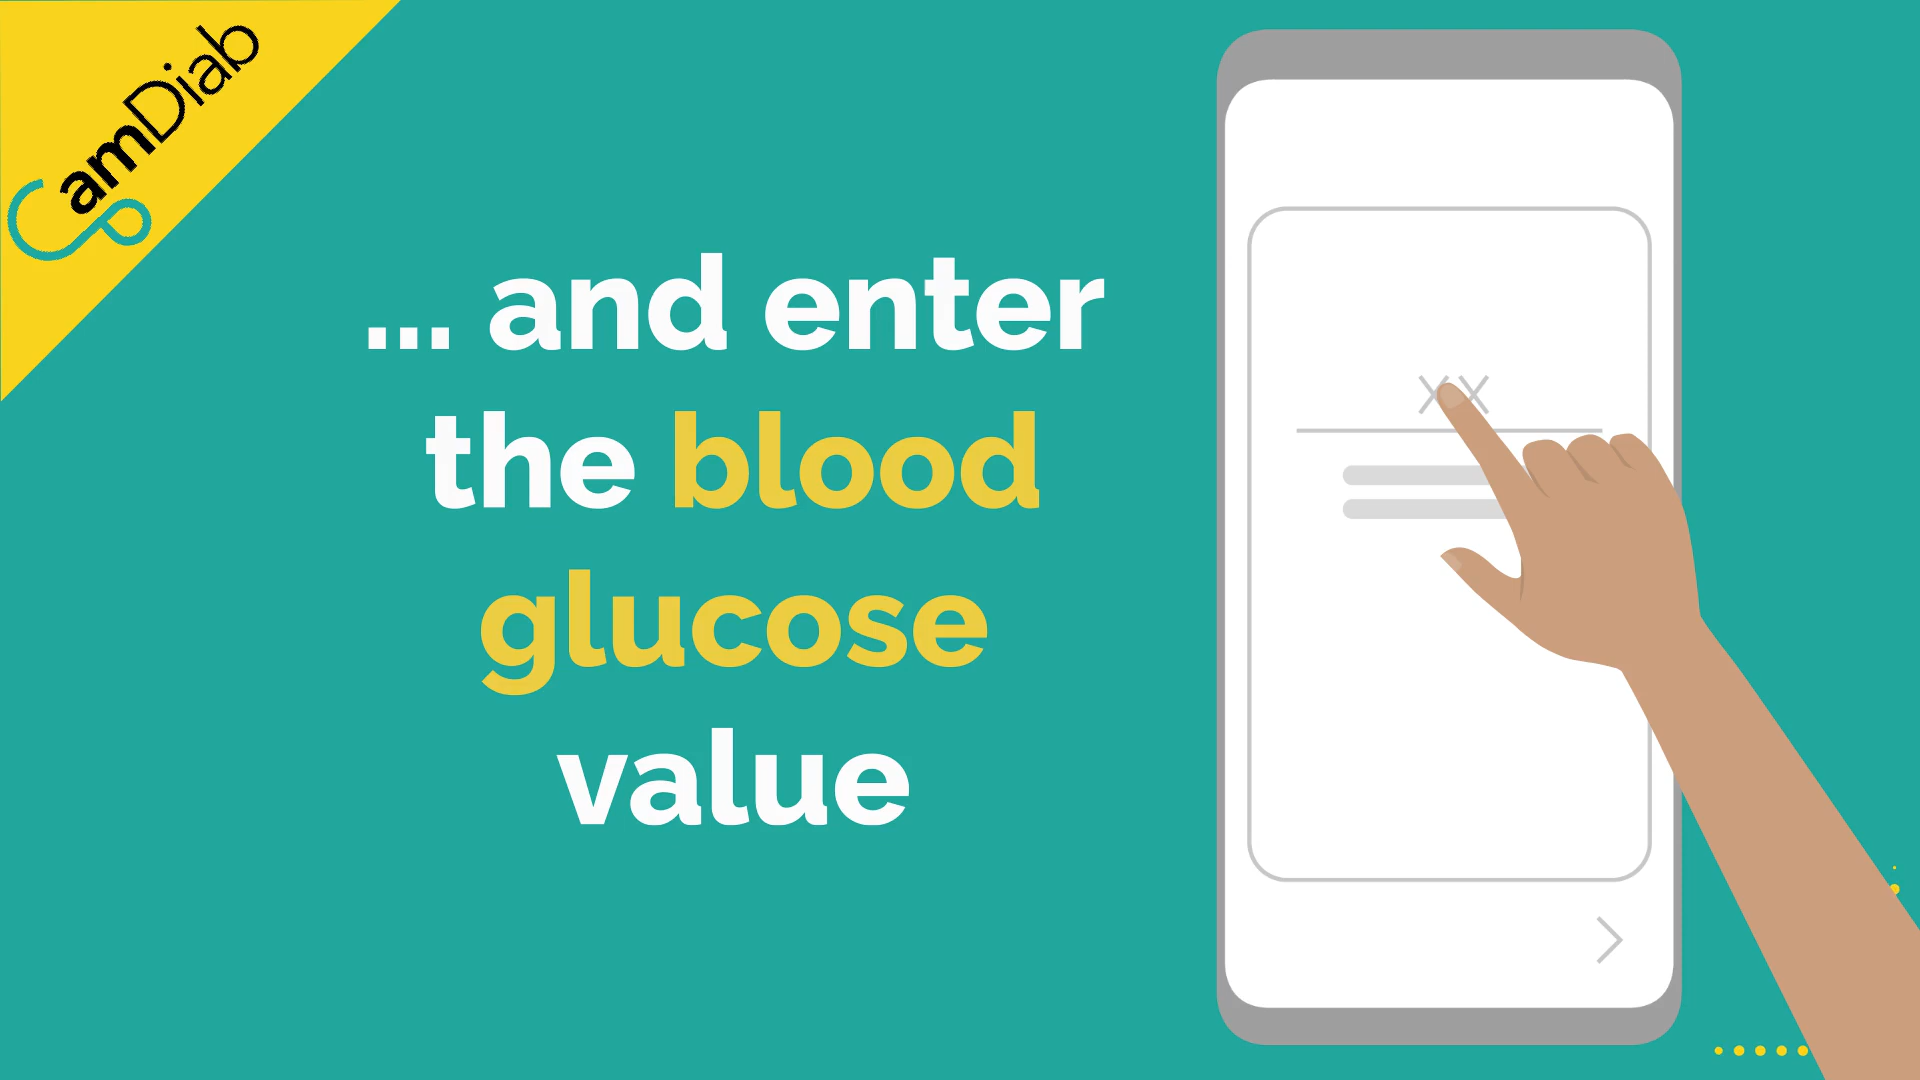 CamDiab
... and enter
the blood
glucose
value
XX